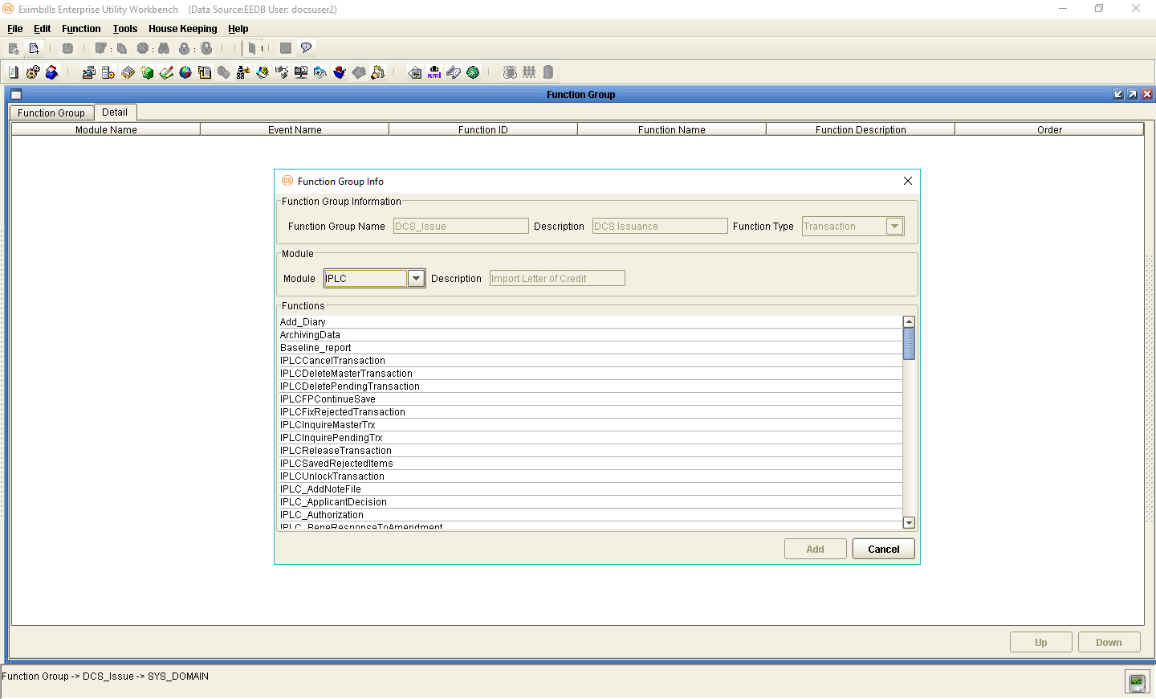 Eximbills Enterprise Utility Workbench (Data Source:EEDB User: docsuser2)
File Edit Function Tools House Keeping Help
Function Group
Function Group Detail
Module Name Event Name Function ID Function Name Function Description Order
Function Group Info
Function Group Information
Function Group Name DCS_Issue Description DCS Issuance Function Type Transaction
Module
Module IPLC Description Import Letter of Credit
Functions
Add_Diary
ArchivingData
Baseline_report
IPLCCancelTransaction
IPLCDeleteMasterTransaction
IPLCDeletePendingTransaction
IPLCFPContinueSave
IPLCFixRejectedTransaction
IPLCInquireMasterTrx
IPLCInquirePendingTrx
IPLCReleaseTransaction
IPLCSavedRejectedItems
IPLCUnlockTransaction
IPLC_AddNoteFile
IPLC_ApplicantDecision
IPLC_Authorization
IPLC_BeneResponseToAmendment
Add Cancel
Up Down
Function Group -> DCS_Issue -> SYS_DOMAIN